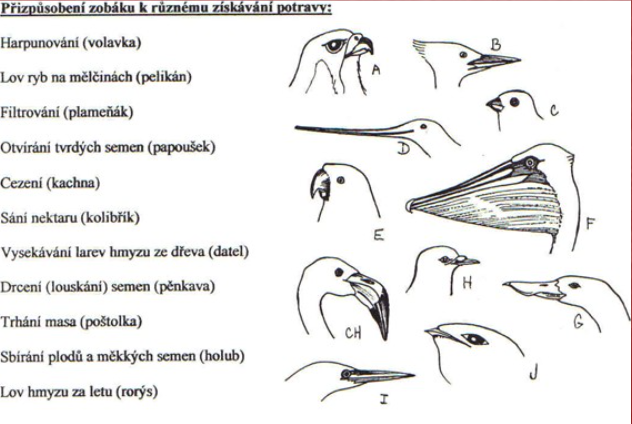 Přizpůsobení zobáku k různému získávání potravy:
Harpunování (volavka)
Lov ryb na mělčinách (pelikán)
Filtrování (plameňák)
Otvírání tvrdých semen (papoušek)
Cezení (kachna)
Sání nektaru (kolibřík)
Vysekávání larev hmyzu ze dřeva (datel)
Drcení (louskání) semen (pěnkava)
Trhání masa (poštolka)
Sbírání plodů a měkkých semen (holub)
Lov hmyzu za letu (rorýs)
A
B
C
D
E
F
CH
H
G
J
I